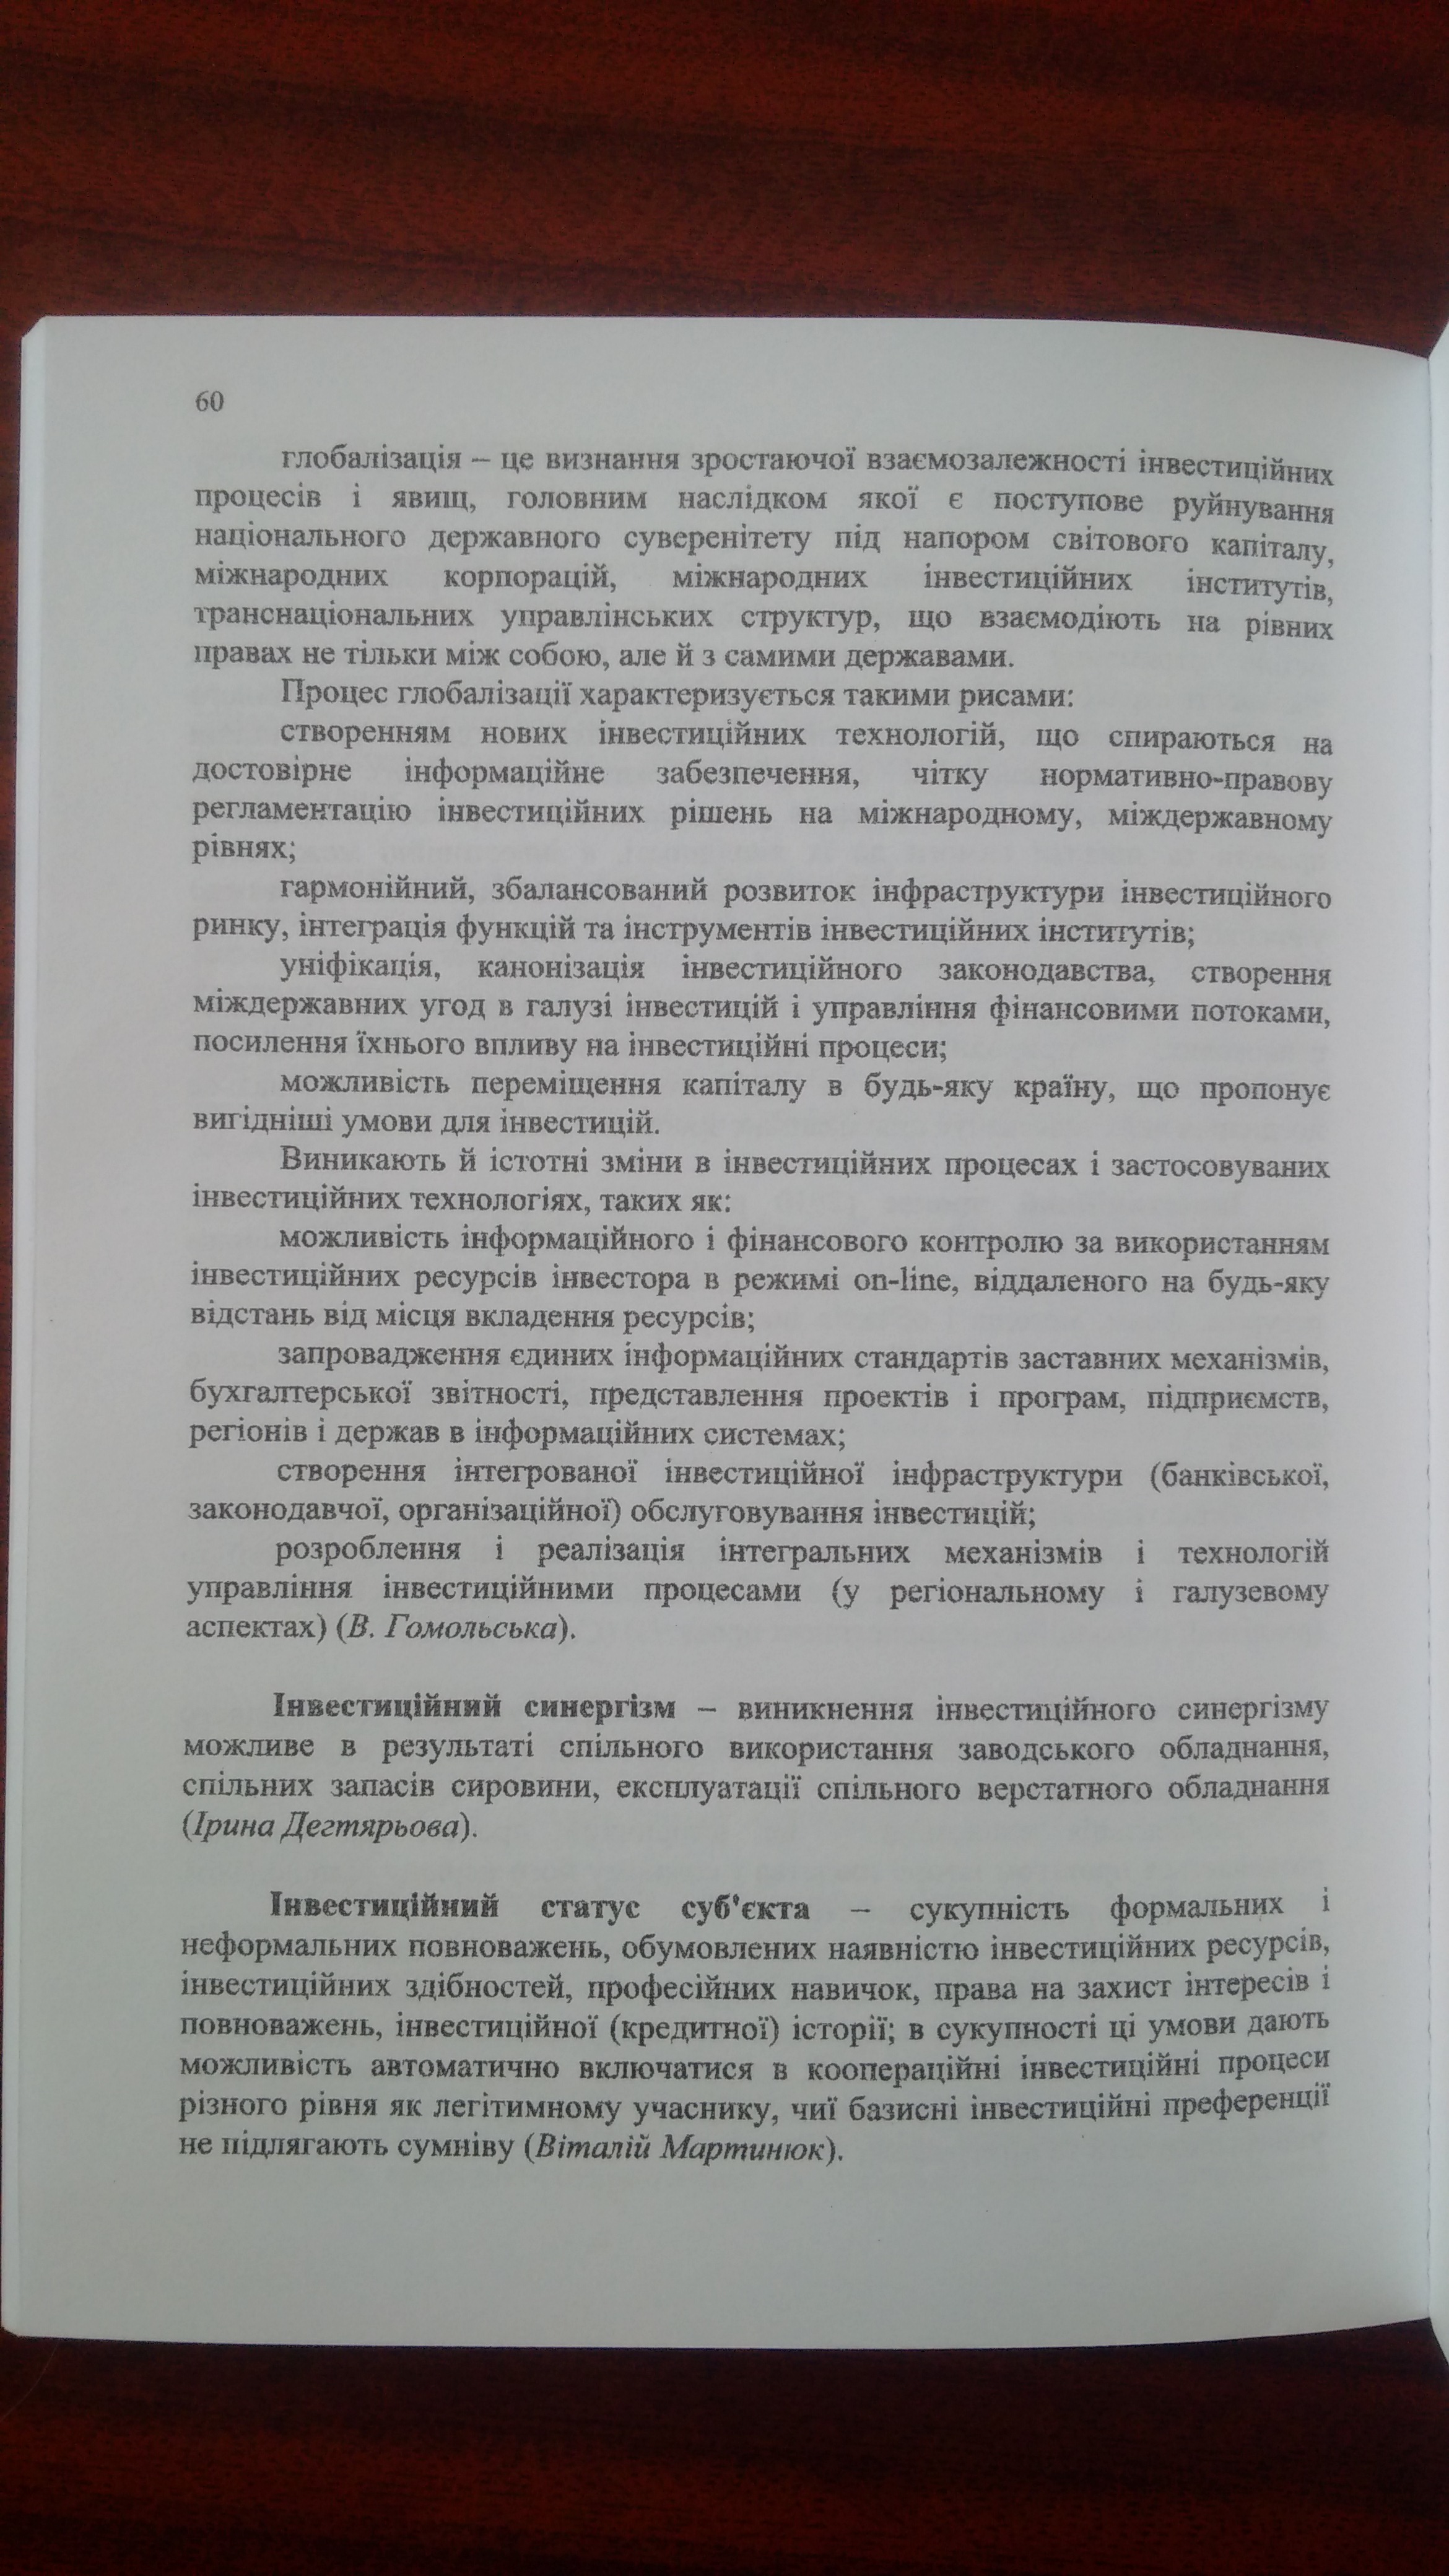 60
глобалізація – це визнання зростаючої взаємозалежності інвестиційних
процесів і явищ, головним наслідком якої є поступове руйнування
національного державного суверенітету під напором світового капіталу,
міжнародних корпорацій, міжнародних інвестиційних інститутів,
транснаціональних управлінських структур, що взаємодіють на рівних
правах не тільки між собою, але й з самими державами.
Процес глобалізації характеризується такими рисами:
створенням нових інвестиційних технологій, що спираються на
достовірне інформаційне забезпечення, чітку нормативно-правову
регламентацію інвестиційних рішень на міжнародному, міждержавному
рівнях;
гармонійний, збалансований розвиток інфраструктури інвестиційного
ринку, інтеграція функцій та інструментів інвестиційних інститутів;
уніфікація, канонізація інвестиційного законодавства, створення
міждержавних угод в галузі інвестицій і управління фінансовими потоками,
посилення їхнього впливу на інвестиційні процеси;
можливість переміщення капіталу в будь-яку країну, що пропонує
вигідніші умови для інвестицій.
Виникають й істотні зміни в інвестиційних процесах і застосовуваних
інвестиційних технологіях, таких як:
можливість інформаційного і фінансового контролю за використанням
інвестиційних ресурсів інвестора в режимі on-line, віддаленого на будь-яку
відстань від місця вкладення ресурсів;
запровадження єдиних інформаційних стандартів заставних механізмів,
бухгалтерської звітності, представлення проектів і програм, підприємств,
регіонів і держав в інформаційних системах;
створення інтегрованої інвестиційної інфраструктури (банківської,
законодавчої, організаційної) обслуговування інвестицій;
розроблення і реалізація інтегральних механізмів і технологій
управління інвестиційними процесами (у регіональному і галузевому
аспектах) (В. Гомольська).
Інвестиційний синергізм – виникнення інвестиційного синергізму
можливе в результаті спільного використання заводського обладнання,
спільних запасів сировини, експлуатації спільного верстатного обладнання
(Ірина Дегтярьова).
Інвестиційний статус суб'єкта – сукупність формальних і
неформальних повноважень, обумовлених наявністю інвестиційних ресурсів,
інвестиційних здібностей, професійних навичок, права на захист інтересів і
повноважень, інвестиційної (кредитної) історії; в сукупності ці умови дають
можливість автоматично включатися в коопераційні інвестиційні процеси
різного рівня як легітимному учаснику, чиї базисні інвестиційні преференції
не підлягають сумніву (Віталій Мартинюк).